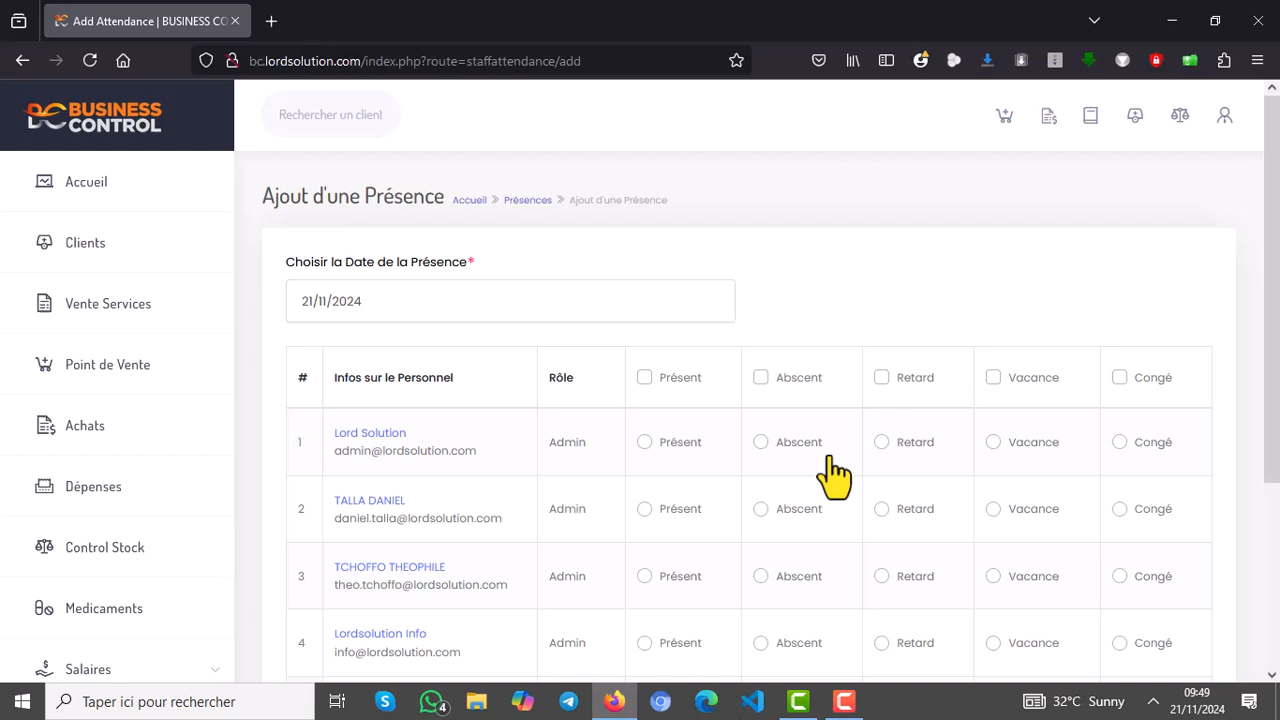 Add Attendance | BUSINESS CO
bc.lordsolution.com/index.php?route=staffattendance/add
BUSINESS
CONTROL
Rechercher un client
Accueil
Clients
Vente Services
Point de Vente
Achats
Dépenses
Control Stock
Medicaments
Salaires
Ajout d'une Présence Accueil Présences Ajout d'une Présence
Choisir la Date de la Présence*
21/11/2024
# Infos sur le Personnel Rôle Présent Abscent Retard Vacance Congé
1 Lord Solution Admin Présent Abscent Retard Vacance Congé
admin@lordsolution.com
2 TALLA DANIEL Admin Présent Abscent Retard Vacance Congé
daniel.talla@lordsolution.com
3 TCHOFFO THEOPHILE Admin Présent Abscent Retard Vacance Congé
theo.tchoffo@lordsolution.com
4 Lordsolution Info Admin Présent Abscent Retard Vacance Congé
info@lordsolution.com
Taper ici pour rechercher
4
32°C Sunny
09:49
21/11/2024